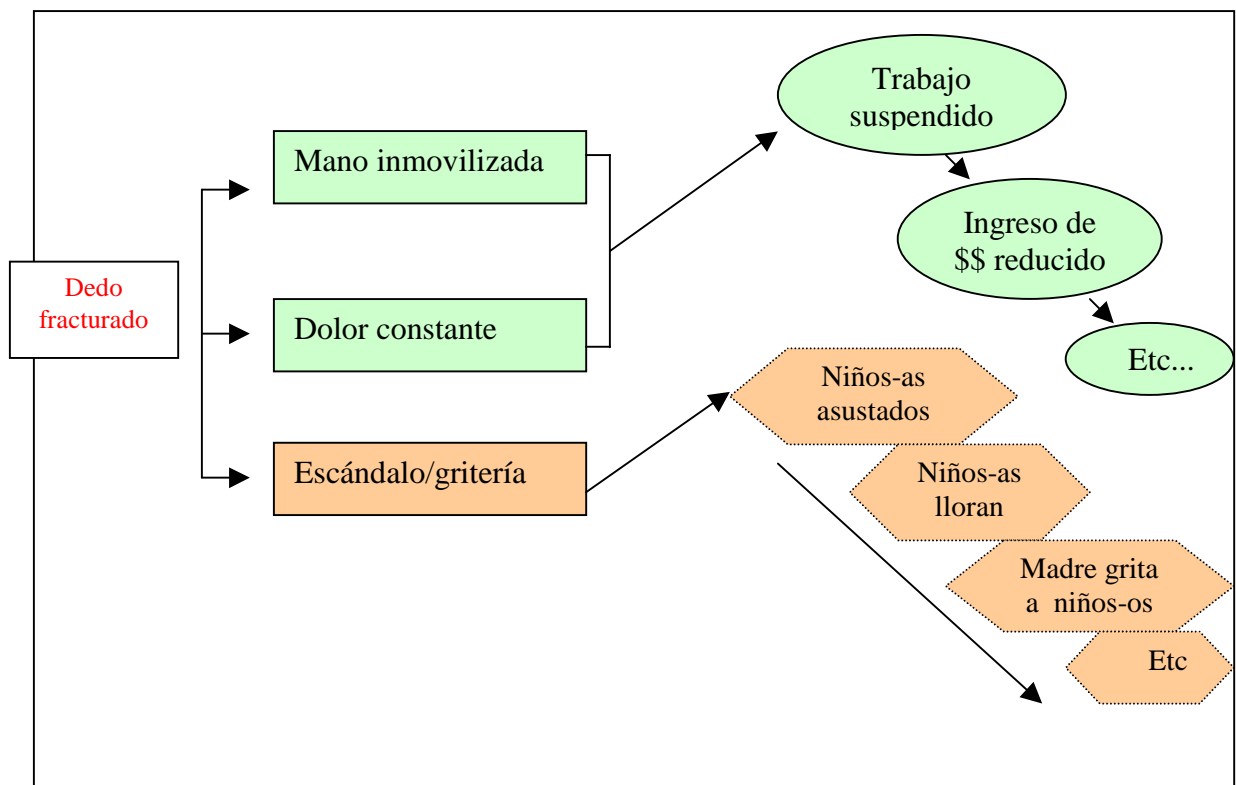 Dedo
fracturado
Mano inmovilizada
Dolor constante
Escándalo/gritería
Trabajo
suspendido
Ingreso de
$$ reducido
Etc...
Niños-as
asustados
Niños-as
lloran
Madre grita
a niños-os
Etc